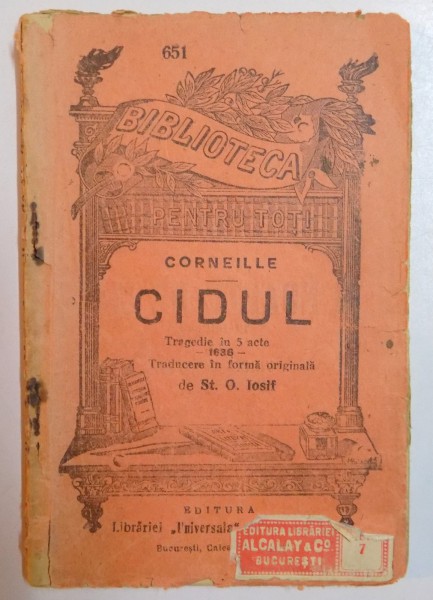 651
BIBLIOTECA
PENTRU TOȚI
CORNEILLE
CIDUL
Tragedie în 5 acte
— 1636 —
Traducere în formă originală
de St. O. Iosif
EDITURA
Librăriei „Universala"
București, Calea
EDITURA LIBRĂRIEI
ALCALAY & Co.
BUCUREȘTI
7